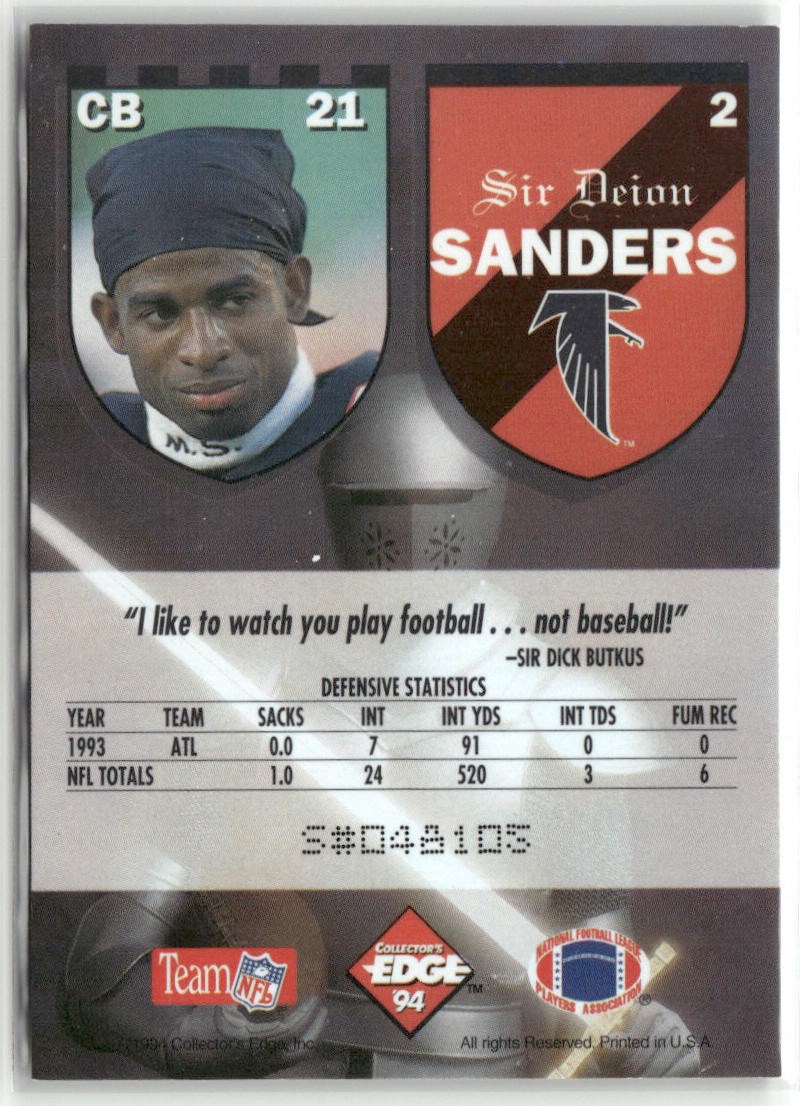 CB 21
2
Sir Deion
SANDERS
TM
M.S.
"I like to watch you play football . . . not baseball!"
–SIR DICK BUTKUS
DEFENSIVE STATISTICS
YEAR TEAM SACKS INT INT YDS INT TDS FUM REC
1993 ATL 0.0 7 91 0 0
NFL TOTALS 1.0 24 520 3 6
S#048105
Team NFL
COLLECTOR'S
EDGE TM
'94
NATIONAL FOOTBALL LEAGUE
PLAYERS ASSOCIATION ®
1994 Collector's Edge, Inc. All rights Reserved. Printed in U.S.A.